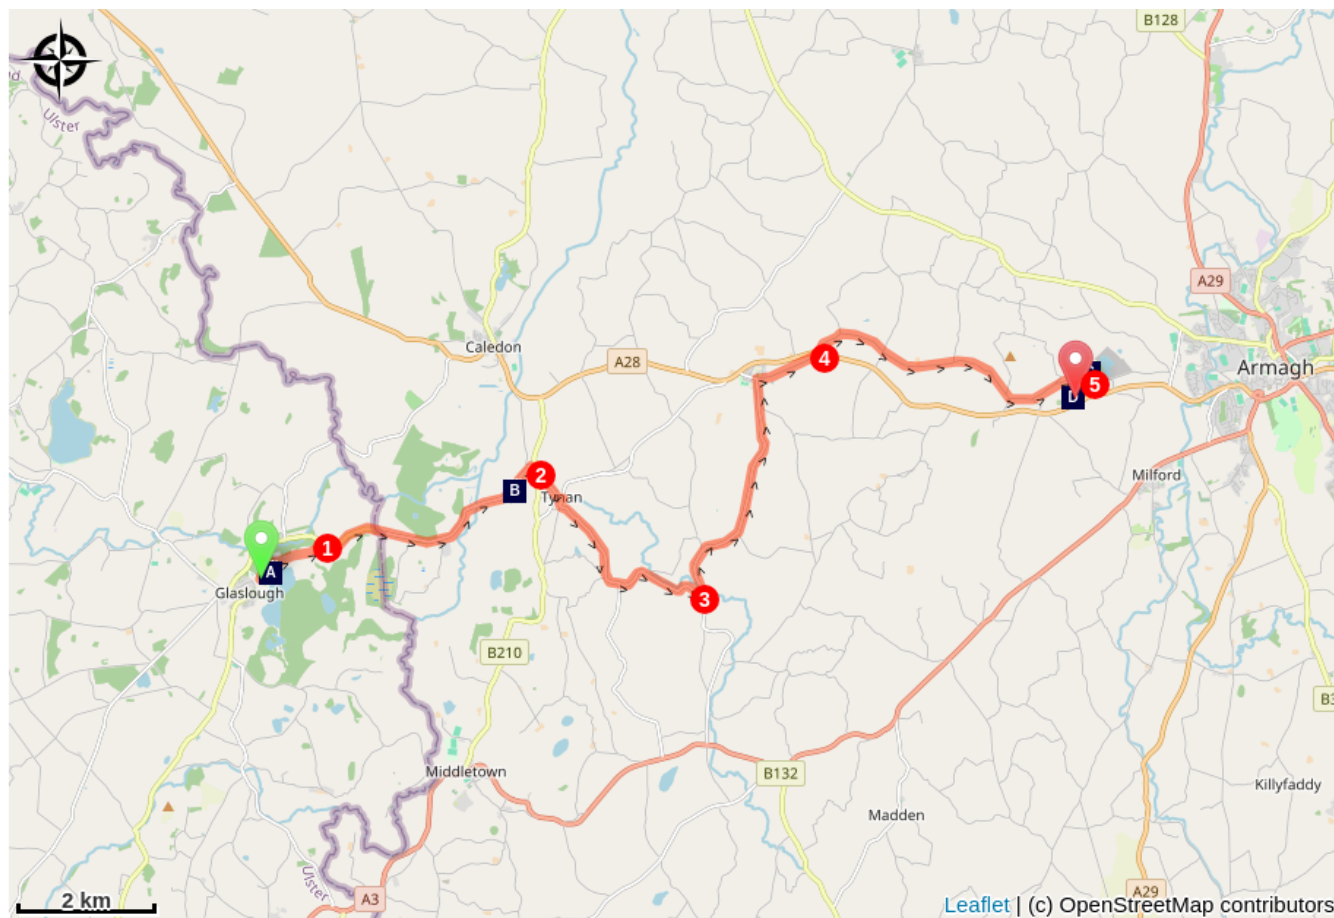 B128
Ulster
A29
Caledon
A28
4
Armagh
5
D
Milford
2
B
Tynan
1
A
Glaslough
3
B210
Middletown
B132
Killyfaddy
Madden
Ulster
A3
A29
2 km
Leaflet | (c) OpenStreetMap contributors